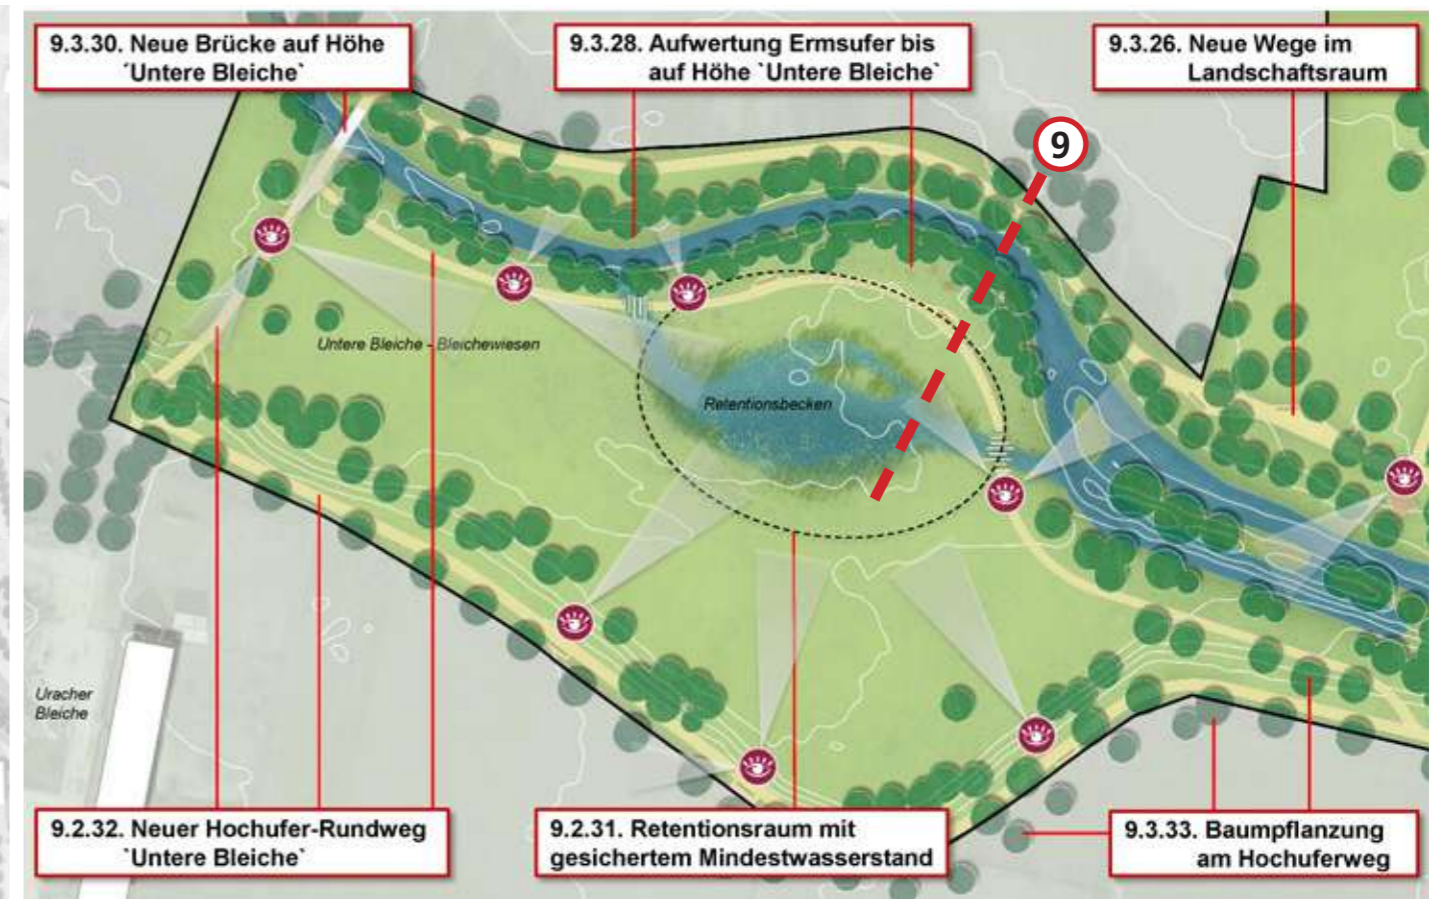 9.3.30. Neue Brücke auf Höhe
´Untere Bleiche`
9.3.28. Aufwertung Ermsufer bis
auf Höhe `Untere Bleiche`
9.3.26. Neue Wege im
Landschaftsraum
9
Untere Bleiche - Bleichewiesen
Retentionsbecken
Uracher
Bleiche
9.2.32. Neuer Hochufer-Rundweg
`Untere Bleiche`
9.2.31. Retentionsraum mit
gesichertem Mindestwasserstand
9.3.33. Baumpflanzung
am Hochuferweg